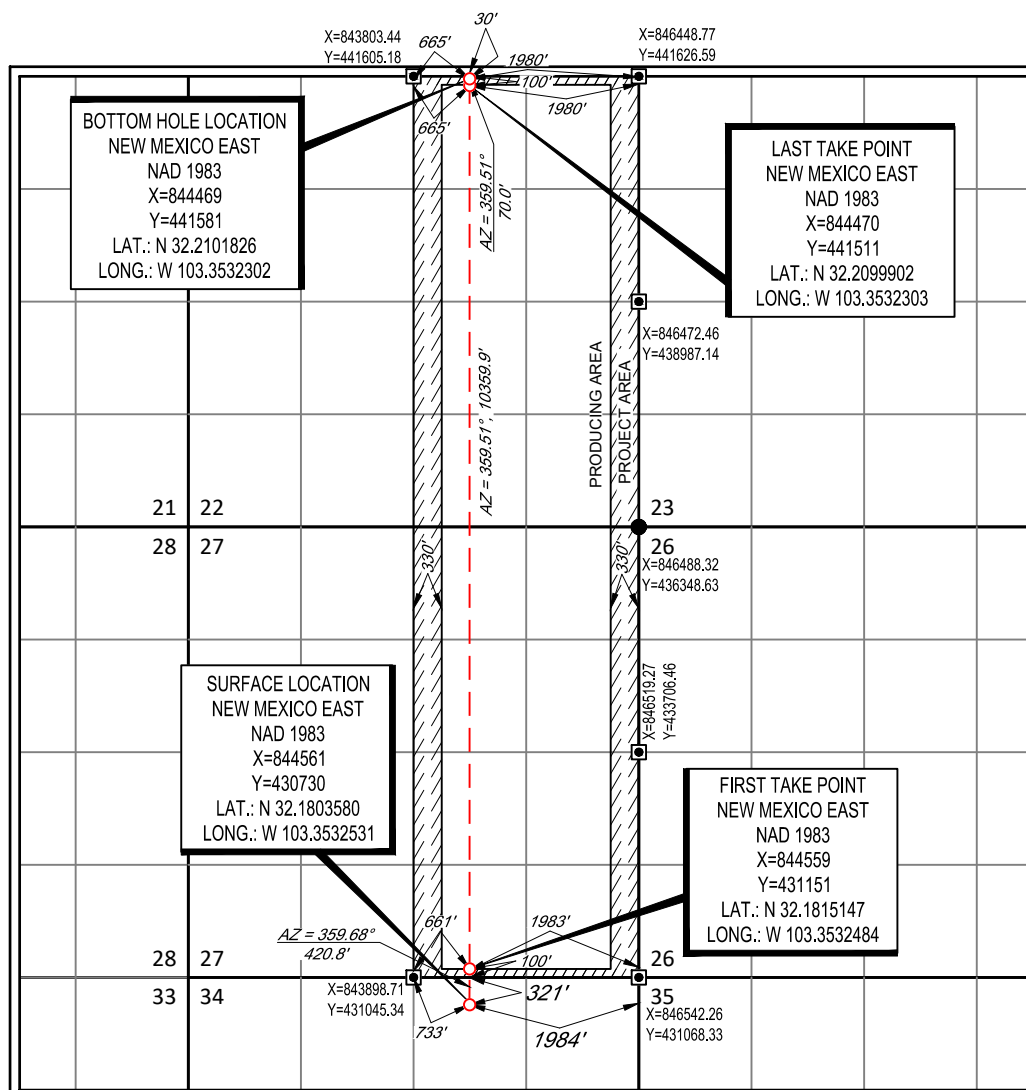 30'
X=843803.44
Y=441605.18
665'
1980'
X=846448.77
Y=441626.59
100'
1980'
665'
BOTTOM HOLE LOCATION
NEW MEXICO EAST
NAD 1983
X=844469
Y=441581
LAT.: N 32.2101826
LONG.: W 103.3532302
LAST TAKE POINT
NEW MEXICO EAST
NAD 1983
X=844470
Y=441511
LAT.: N 32.2099902
LONG.: W 103.3532303
AZ = 359.51°
70.0'
X=846472.46
Y=438987.14
AZ = 359.51°, 10359.9'
PRODUCING AREA
PROJECT AREA
21 22
28 27
23
26
330'
330'
X=846488.32
Y=436348.63
X=846519.27
Y=433706.46
SURFACE LOCATION
NEW MEXICO EAST
NAD 1983
X=844561
Y=430730
LAT.: N 32.1803580
LONG.: W 103.3532531
FIRST TAKE POINT
NEW MEXICO EAST
NAD 1983
X=844559
Y=431151
LAT.: N 32.1815147
LONG.: W 103.3532484
AZ = 359.68°
420.8'
661'
1983'
100'
28 27
33 34
26
35
X=843898.71
Y=431045.34
321'
733'
1984'
X=846542.26
Y=431068.33